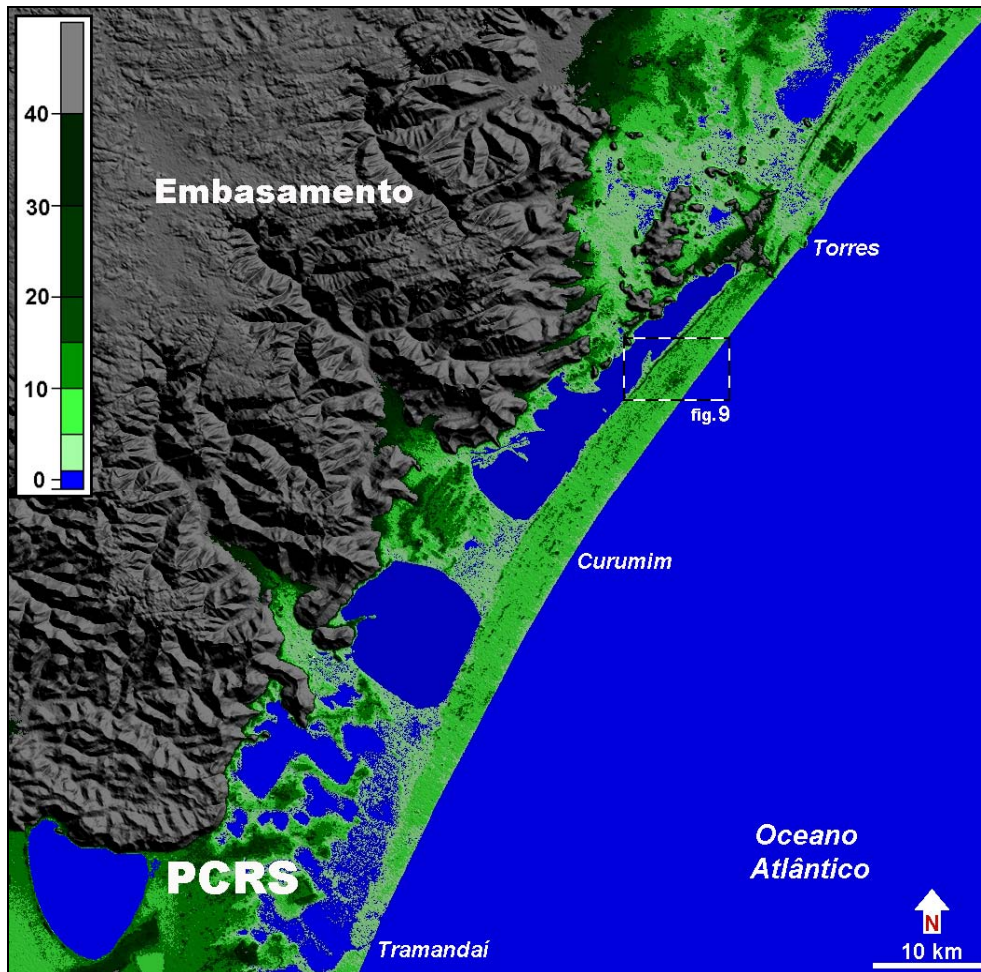 40
30
20
10
0
Embasamento
Torres
fig.9
Curumim
Oceano
Atlântico
PCRS
N
10 km
Tramandaí